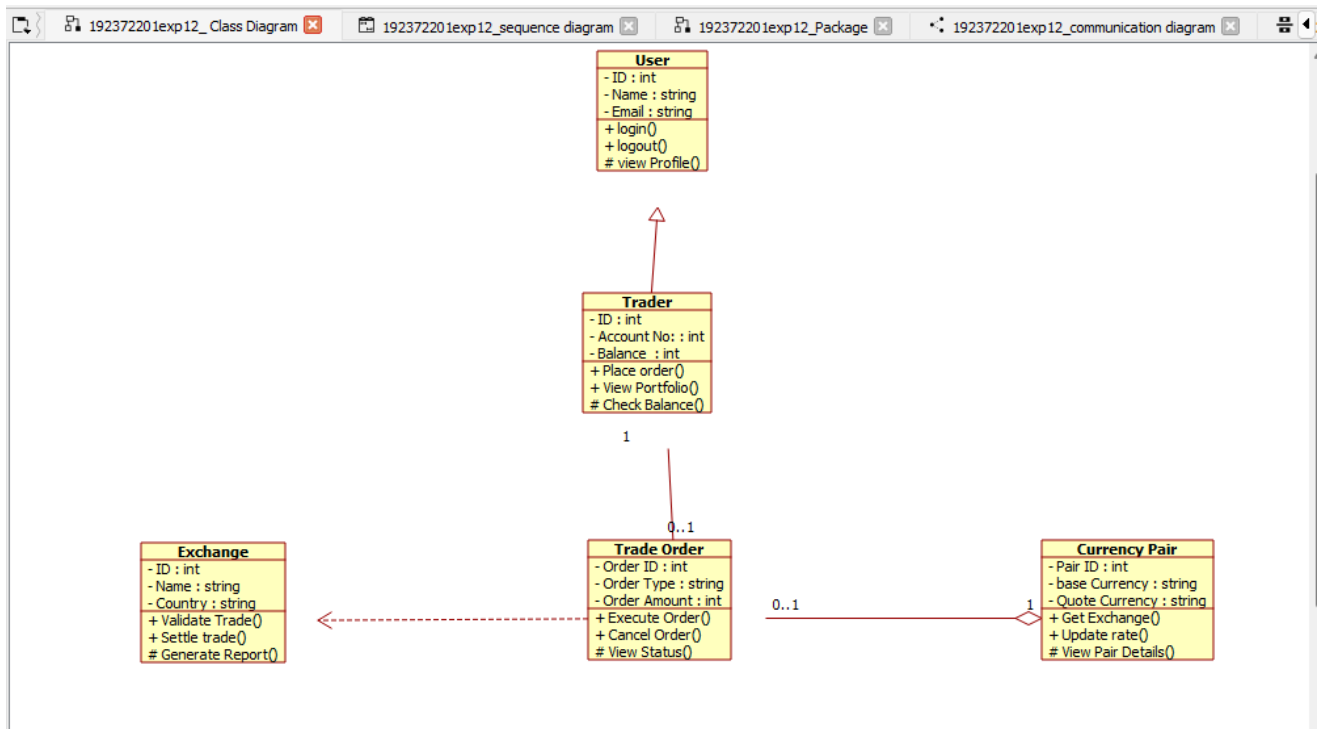 192372201exp12_ Class Diagram
192372201exp12_sequence diagram
192372201exp12_Package
192372201exp12_communication diagram
User
- ID : int
- Name : string
- Email : string
+ login()
+ logout()
# view Profile()
Trader
- ID : int
- Account No: : int
- Balance : int
+ Place order()
+ View Portfolio()
# Check Balance()
1
0..1
Exchange
- ID : int
- Name : string
- Country : string
+ Validate Trade()
+ Settle trade()
# Generate Report()
Trade Order
- Order ID : int
- Order Type : string
- Order Amount : int
+ Execute Order()
+ Cancel Order()
# View Status()
0..1
1
Currency Pair
- Pair ID : int
- base Currency : string
- Quote Currency : string
+ Get Exchange()
+ Update rate()
# View Pair Details()